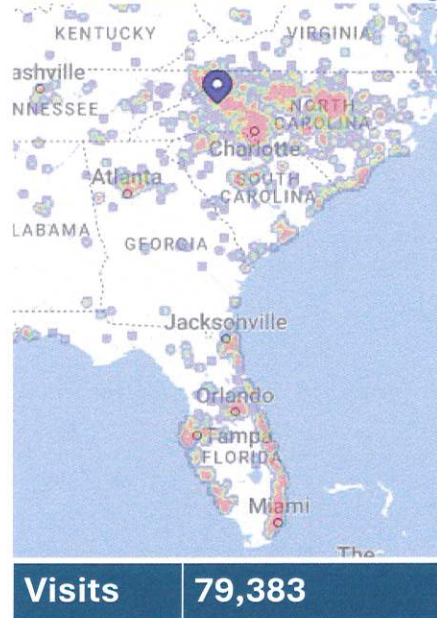 KENTUCKY
VIRGINIA
ashville
NNESSEE
NORTH
CAROLINA
Charlotte
Atlanta
SOUTH
CAROLINA
LABAMA
GEORGIA
Jacksonville
Orlando
Tampa
FLORIDA
Miami
The
Visits 79,383